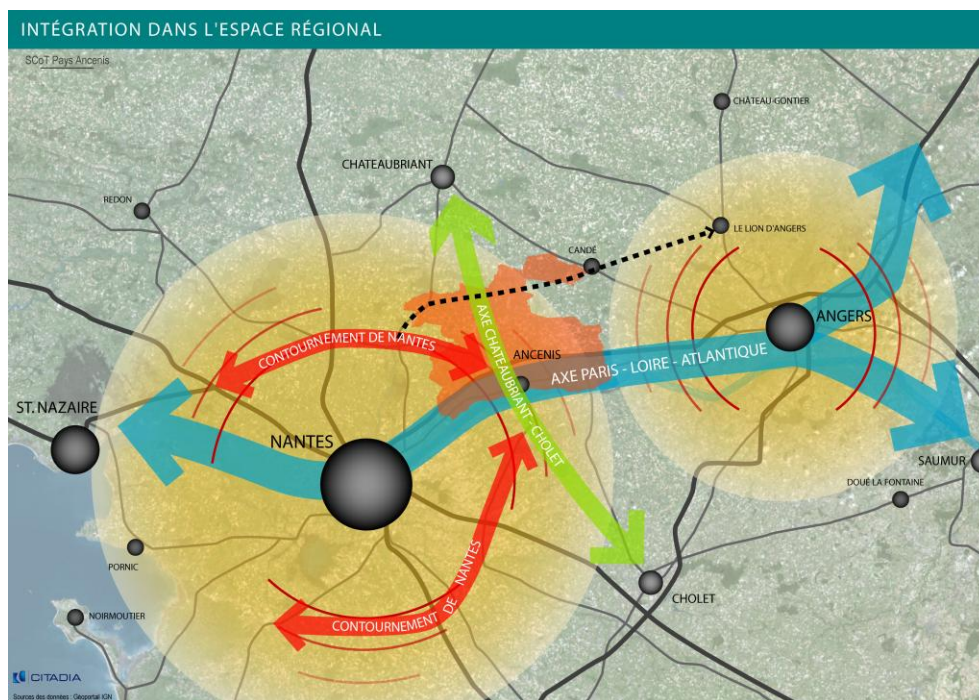 INTÉGRATION DANS L'ESPACE RÉGIONAL
SCoT Pays Ancenis
CHÂTEAU-GONTIER
CHATEAUBRIANT
REDON
LE LION D'ANGERS
CANDÉ
ANGERS
CONTOURNEMENT DE NANTES
ANCENIS
AXE PARIS - LOIRE - ATLANTIQUE
AXE CHATEAUBRIANT - CHOLET
ST. NAZAIRE
NANTES
SAUMUR
DOUÉ LA FONTAINE
PORNIC
CHOLET
NOIRMOUTIER
CONTOURNEMENT DE NANTES
CITADIA
Sources des données : Géoportail IGN